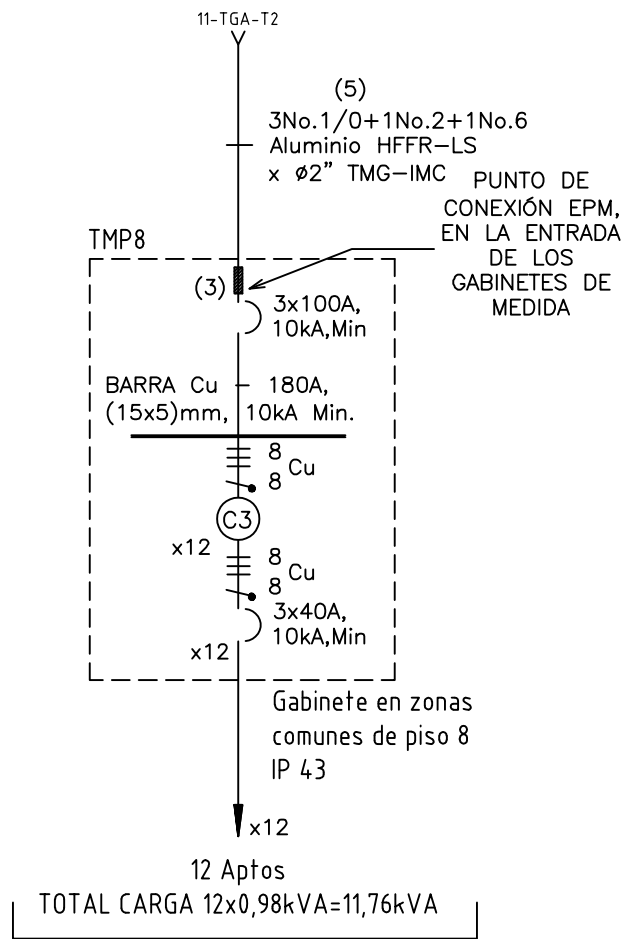 11-TGA-T2
(5)
3No.1/0+1No.2+1No.6
Aluminio HFFR-LS
x ø2" TMG-IMC
PUNTO DE
CONEXIÓN EPM,
EN LA ENTRADA
DE LOS
GABINETES DE
MEDIDA
TMP8
(3)
3x100A,
10kA,Min
BARRA Cu 180A,
(15x5)mm, 10kA Min.
8
Cu
8
C3
x12
8
Cu
8
3x40A,
10kA,Min
x12
Gabinete en zonas
comunes de piso 8
IP 43
x12
12 Aptos
TOTAL CARGA 12x0,98kVA=11,76kVA